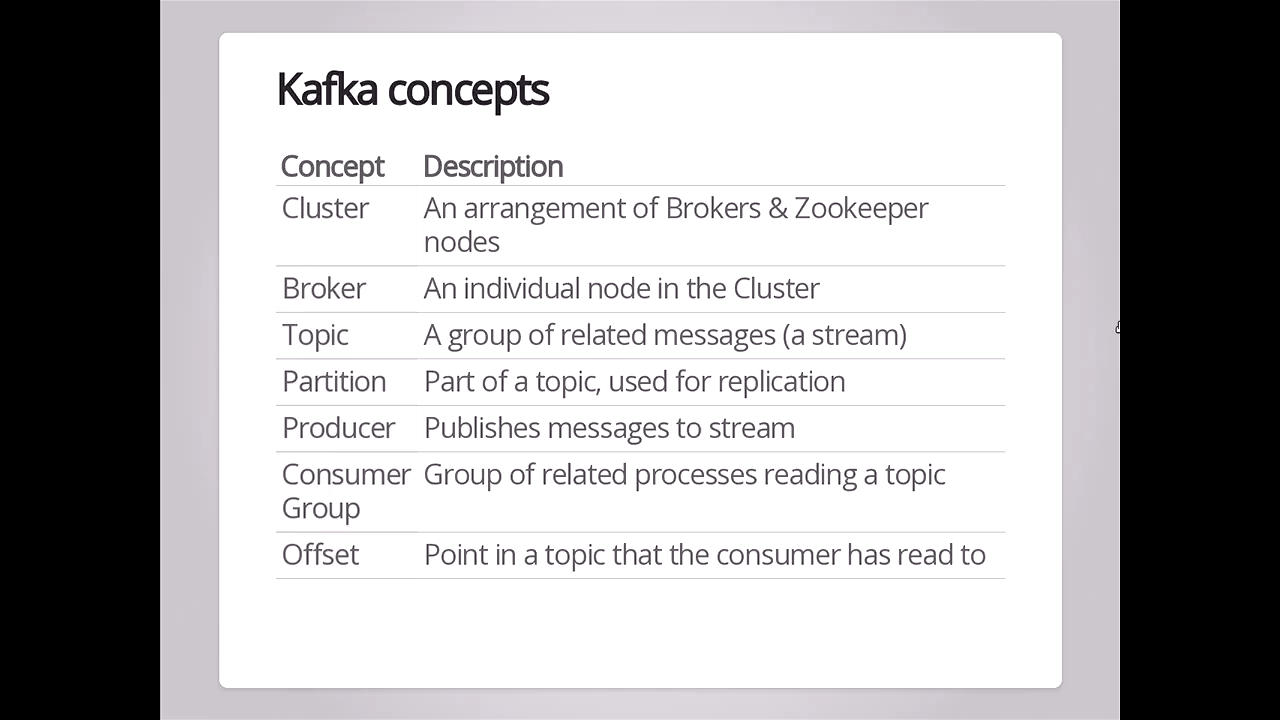 Kafka concepts
Concept Description
Cluster An arrangement of Brokers & Zookeeper
nodes
Broker An individual node in the Cluster
Topic A group of related messages (a stream)
Partition Part of a topic, used for replication
Producer Publishes messages to stream
Consumer Group of related processes reading a topic
Group
Offset Point in a topic that the consumer has read to